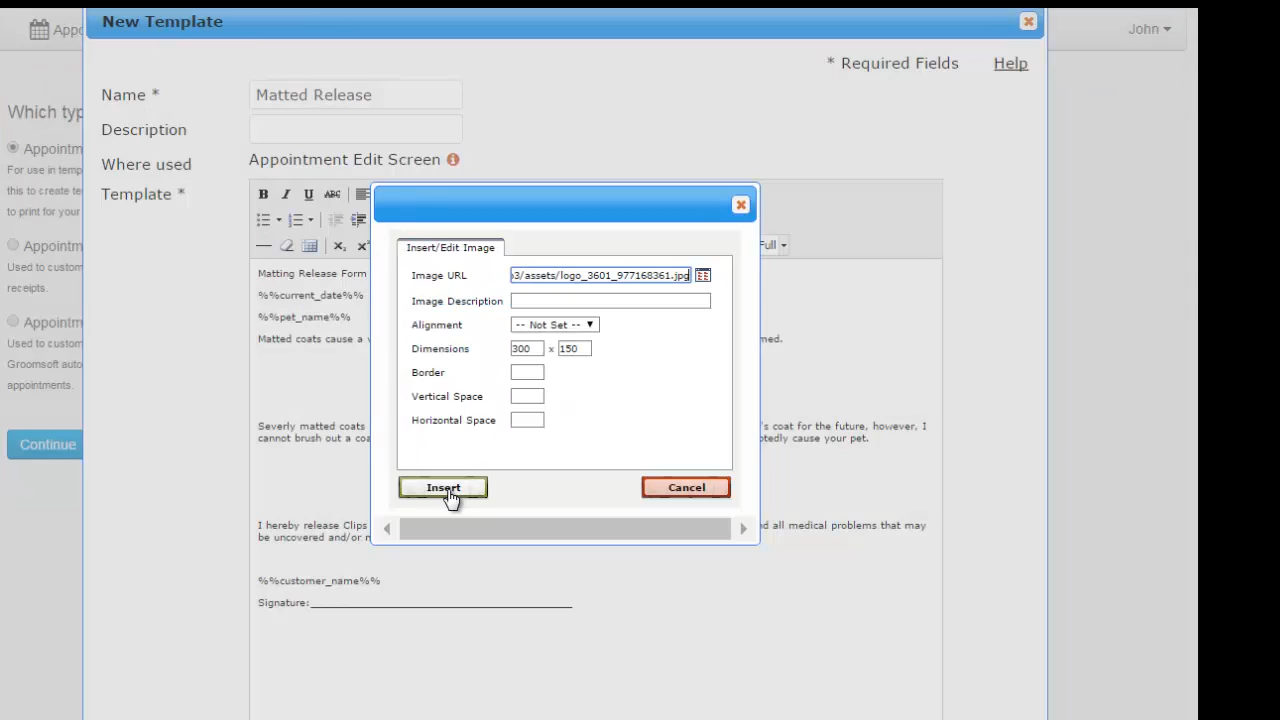 New Template
Appo
John
* Required Fields
Help
Name *
Matted Release
Which typ
Description
Appointm
For use in temp
this to create te
to print for your
Where used
Appointment Edit Screen
Template *
B I U ABC
Insert/Edit Image
Appointm
Used to custom
receipts.
Full
Matting Release Form
Image URL
o3/assets/logo_3601_977168361.jpg
%%current_date%%
Image Description
%%pet_name%%
Appointm
Used to custom
Groomsoft auto
appointments.
Alignment
-- Not Set --
Matted coats cause a v
med.
Dimensions
300 x 150
Border
Vertical Space
Horizontal Space
Severly matted coats
's coat for the future, however, I
cannot brush out a coa
otedly cause your pet.
Continue
Insert
Cancel
I hereby release Clips
nd all medical problems that may
be uncovered and/or n
%%customer_name%%
Signature: